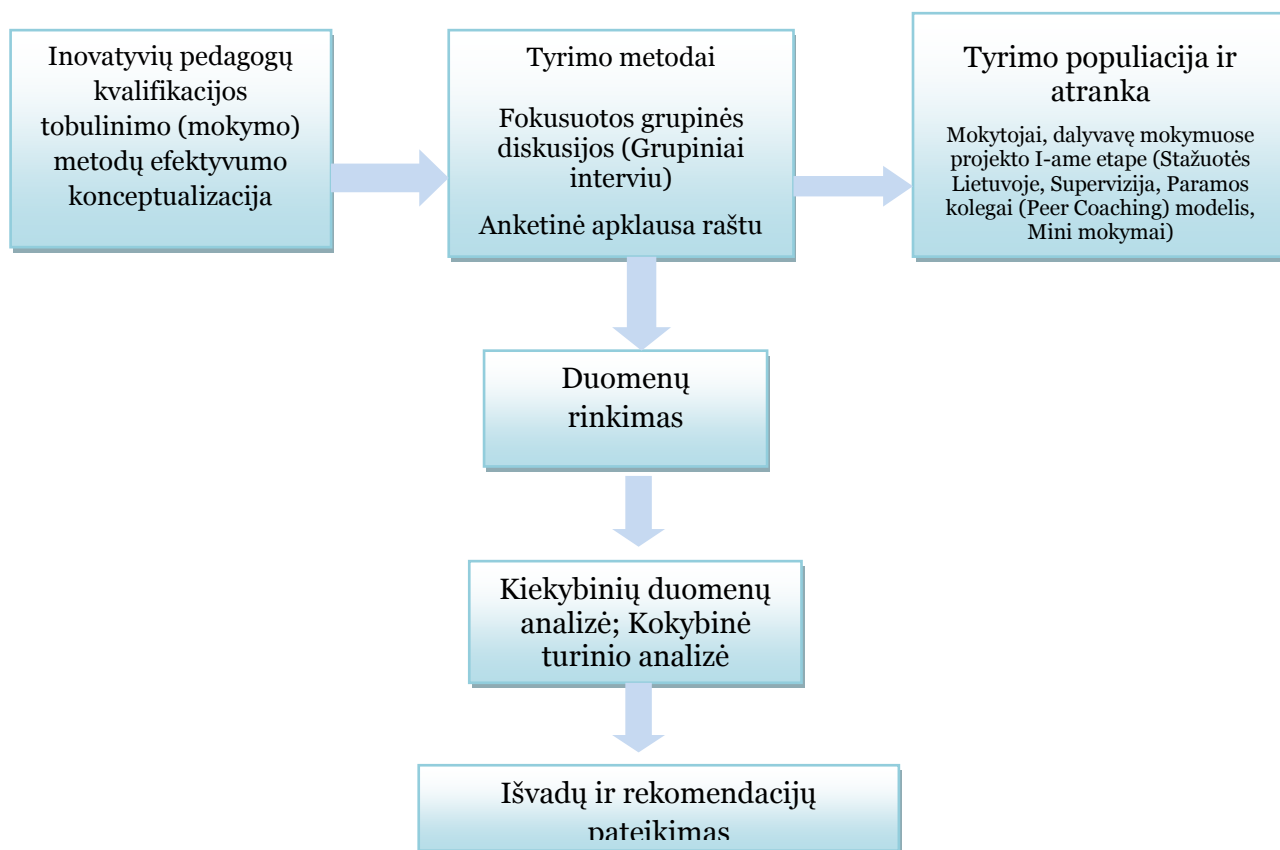 Inovatyvių pedagogų
kvalifikacijos
tobulinimo (mokymo)
metodų efektyvumo
konceptualizacija
Tyrimo metodai
Fokusuotos grupinės
diskusijos (Grupiniai
interviu)
Anketinė apklausa raštu
Tyrimo populiacija ir
atranka
Mokytojai, dalyvavę mokymuose
projekto I-ame etape (Stažuotės
Lietuvoje, Supervizija, Paramos
kolegai (Peer Coaching) modelis,
Mini mokymai)
Duomenų
rinkimas
Kiekybinių duomenų
analizė; Kokybinė
turinio analizė
Išvadų ir rekomendacijų
pateikimas